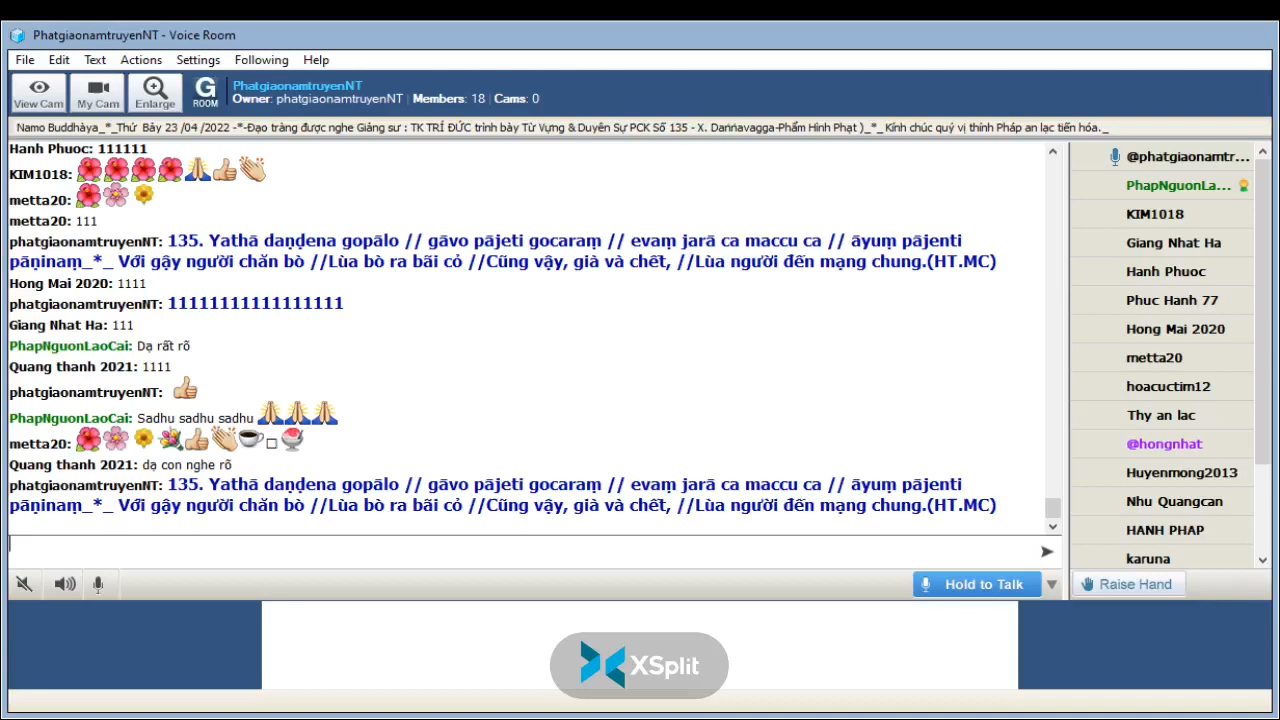 PhatgiaonamtruyenNT - Voice Room
File Edit Text Actions Settings Following Help
View Cam My Cam Enlarge G ROOM
PhatgiaonamtruyenNT
Owner: phatgiaonamtruyenNT | Members: 18 | Cams: 0
Namo Buddhàya_*_Thứ Bảy 23 /04 /2022 -*-Đạo tràng được nghe Giảng sư : TK TRÍ ĐỨC trình bày Từ Vựng & Duyên Sự PCK Số 135 - X. Daṇṇavagga-Phẩm Hình Phạt )_*_ Kính chúc quý vị thính Pháp an lạc tiến hóa._
Hanh Phuoc: 111111
KIM1018: 🌺🌺🌺🌺🙏👍👏
metta20: 🌺🌸🌼
metta20: 111
phatgiaonamtruyenNT: 135. Yathā daṇḍena gopālo // gāvo pājeti gocaraṃ // evaṃ jarā ca maccu ca // āyuṃ pājenti
pāṇinaṃ_*_ Với gậy người chăn bò //Lùa bò ra bãi cỏ //Cũng vậy, già và chết, //Lùa người đến mạng chung.(HT.MC)
Hong Mai 2020: 1111
phatgiaonamtruyenNT: 11111111111111111
Giang Nhat Ha: 111
PhapNguonLaoCai: Dạ rất rõ
Quang thanh 2021: 1111
phatgiaonamtruyenNT: 👍
PhapNguonLaoCai: Sadhu sadhu sadhu 🙏🙏🙏
metta20: 🌺🌸🌼💐👍👏☕□🍨
Quang thanh 2021: dạ con nghe rõ
phatgiaonamtruyenNT: 135. Yathā daṇḍena gopālo // gāvo pājeti gocaraṃ // evaṃ jarā ca maccu ca // āyuṃ pājenti
pāṇinaṃ_*_ Với gậy người chăn bò //Lùa bò ra bãi cỏ //Cũng vậy, già và chết, //Lùa người đến mạng chung.(HT.MC)
@phatgiaonamtr...
PhapNguonLa...
KIM1018
Giang Nhat Ha
Hanh Phuoc
Phuc Hanh 77
Hong Mai 2020
metta20
hoacuctim12
Thy an lac
@hongnhat
Huyenmong2013
Nhu Quangcan
HANH PHAP
karuna
Hold to Talk
Raise Hand
XSplit